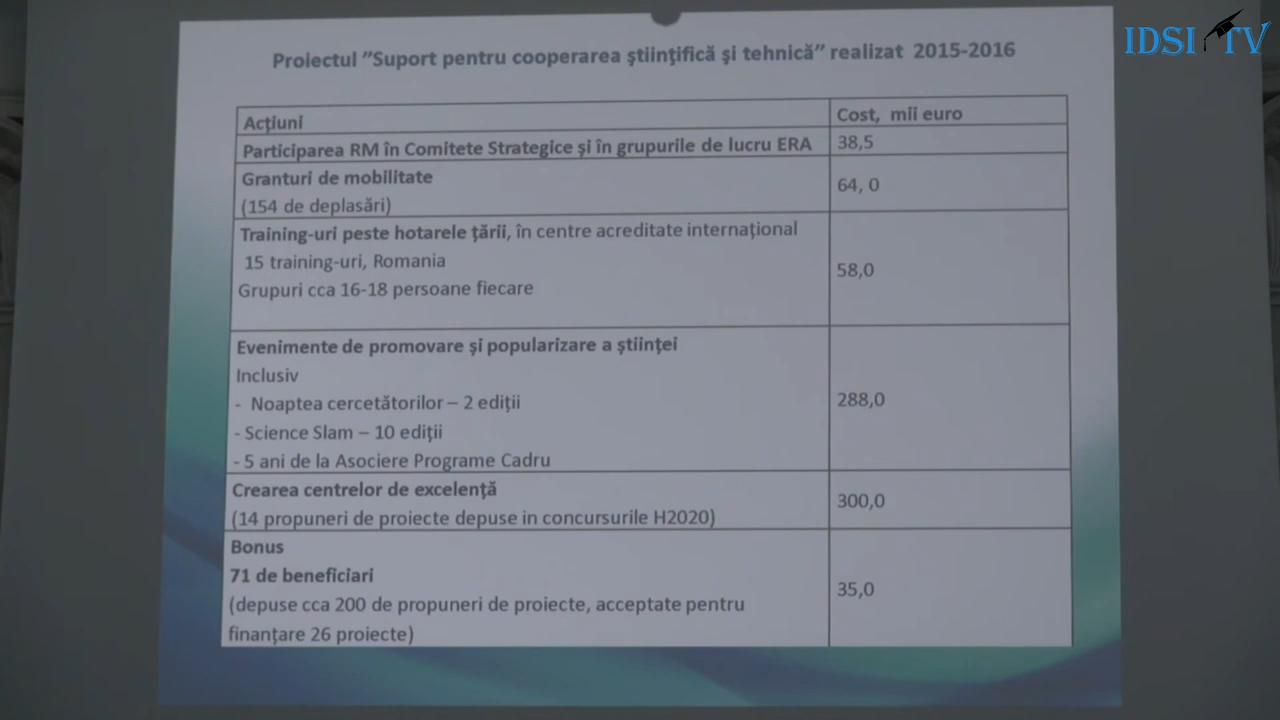 IDSI TV
Proiectul ”Suport pentru cooperarea ştiinţifică şi tehnică” realizat 2015-2016
Acţiuni
Cost, mii euro
Participarea RM în Comitete Strategice şi în grupurile de lucru ERA
38,5
Granturi de mobilitate
(154 de deplasări)
64, 0
Training-uri peste hotarele ţării, în centre acreditate internaţional
15 training-uri, Romania
Grupuri cca 16-18 persoane fiecare
58,0
Evenimente de promovare şi popularizare a ştiinţei
Inclusiv
- Noaptea cercetătorilor – 2 ediţii
- Science Slam – 10 ediţii
- 5 ani de la Asociere Programe Cadru
288,0
Crearea centrelor de excelenţă
(14 propuneri de proiecte depuse in concursurile H2020)
300,0
Bonus
71 de beneficiari
(depuse cca 200 de propuneri de proiecte, acceptate pentru
finanţare 26 proiecte)
35,0